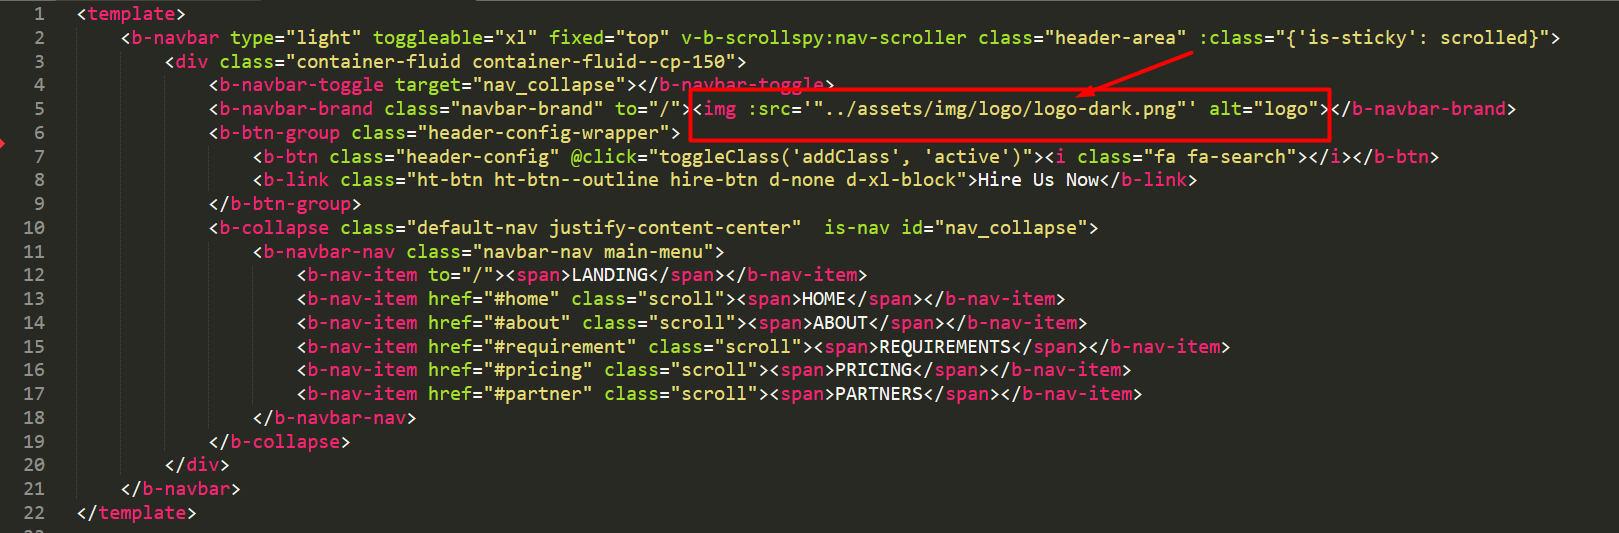 1 <template>
2 <b-navbar type="light" toggleable="xl" fixed="top" v-b-scrollspy:nav-scroller class="header-area" :class="{'is-sticky': scrolled}">
3 <div class="container-fluid container-fluid--cp-150">
4 <b-navbar-toggle target="nav_collapse"></b-navbar-toggle>
5 <b-navbar-brand class="navbar-brand" to="/"><img :src='"../assets/img/logo/logo-dark.png"' alt="logo"></b-navbar-brand>
6 <b-btn-group class="header-config-wrapper">
7 <b-btn class="header-config" @click="toggleClass('addClass', 'active')"><i class="fa fa-search"></i></b-btn>
8 <b-link class="ht-btn ht-btn--outline hire-btn d-none d-xl-block">Hire Us Now</b-link>
9 </b-btn-group>
10 <b-collapse class="default-nav justify-content-center"  is-nav id="nav_collapse">
11 <b-navbar-nav class="navbar-nav main-menu">
12 <b-nav-item to="/"><span>LANDING</span></b-nav-item>
13 <b-nav-item href="#home" class="scroll"><span>HOME</span></b-nav-item>
14 <b-nav-item href="#about" class="scroll"><span>ABOUT</span></b-nav-item>
15 <b-nav-item href="#requirement" class="scroll"><span>REQUIREMENTS</span></b-nav-item>
16 <b-nav-item href="#pricing" class="scroll"><span>PRICING</span></b-nav-item>
17 <b-nav-item href="#partner" class="scroll"><span>PARTNERS</span></b-nav-item>
18 </b-navbar-nav>
19 </b-collapse>
20 </div>
21 </b-navbar>
22 </template>